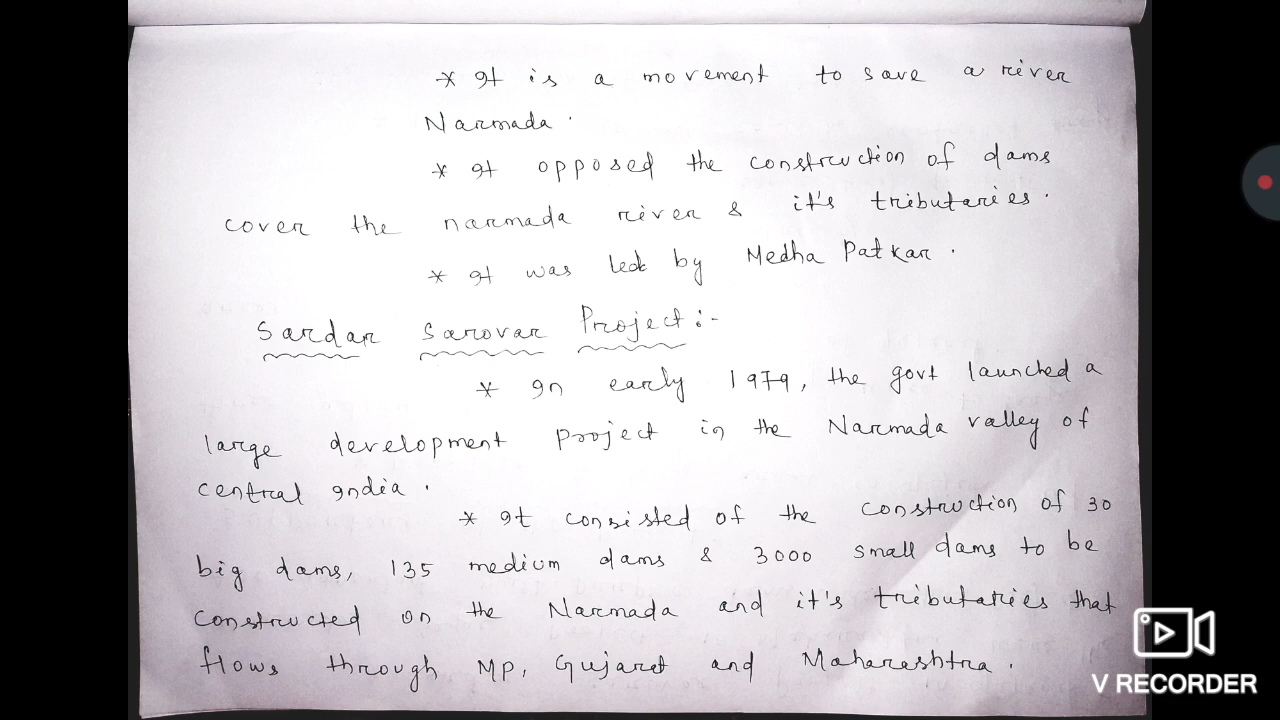 * It is a movement to save a river
Narmada.
* It opposed the construction of dams
cover the narmada river & it's tributaries.
* It was led by Medha Patkar.
Sardar Sarovar Project:-
* In early 1979, the govt launched a
large development project in the Narmada valley of
central India.
* It consisted of the construction of 30
big dams, 135 medium dams & 3000 small dams to be
constructed on the Narmada and it's tributaries that
flows through MP, Gujarat and Maharashtra.
V RECORDER